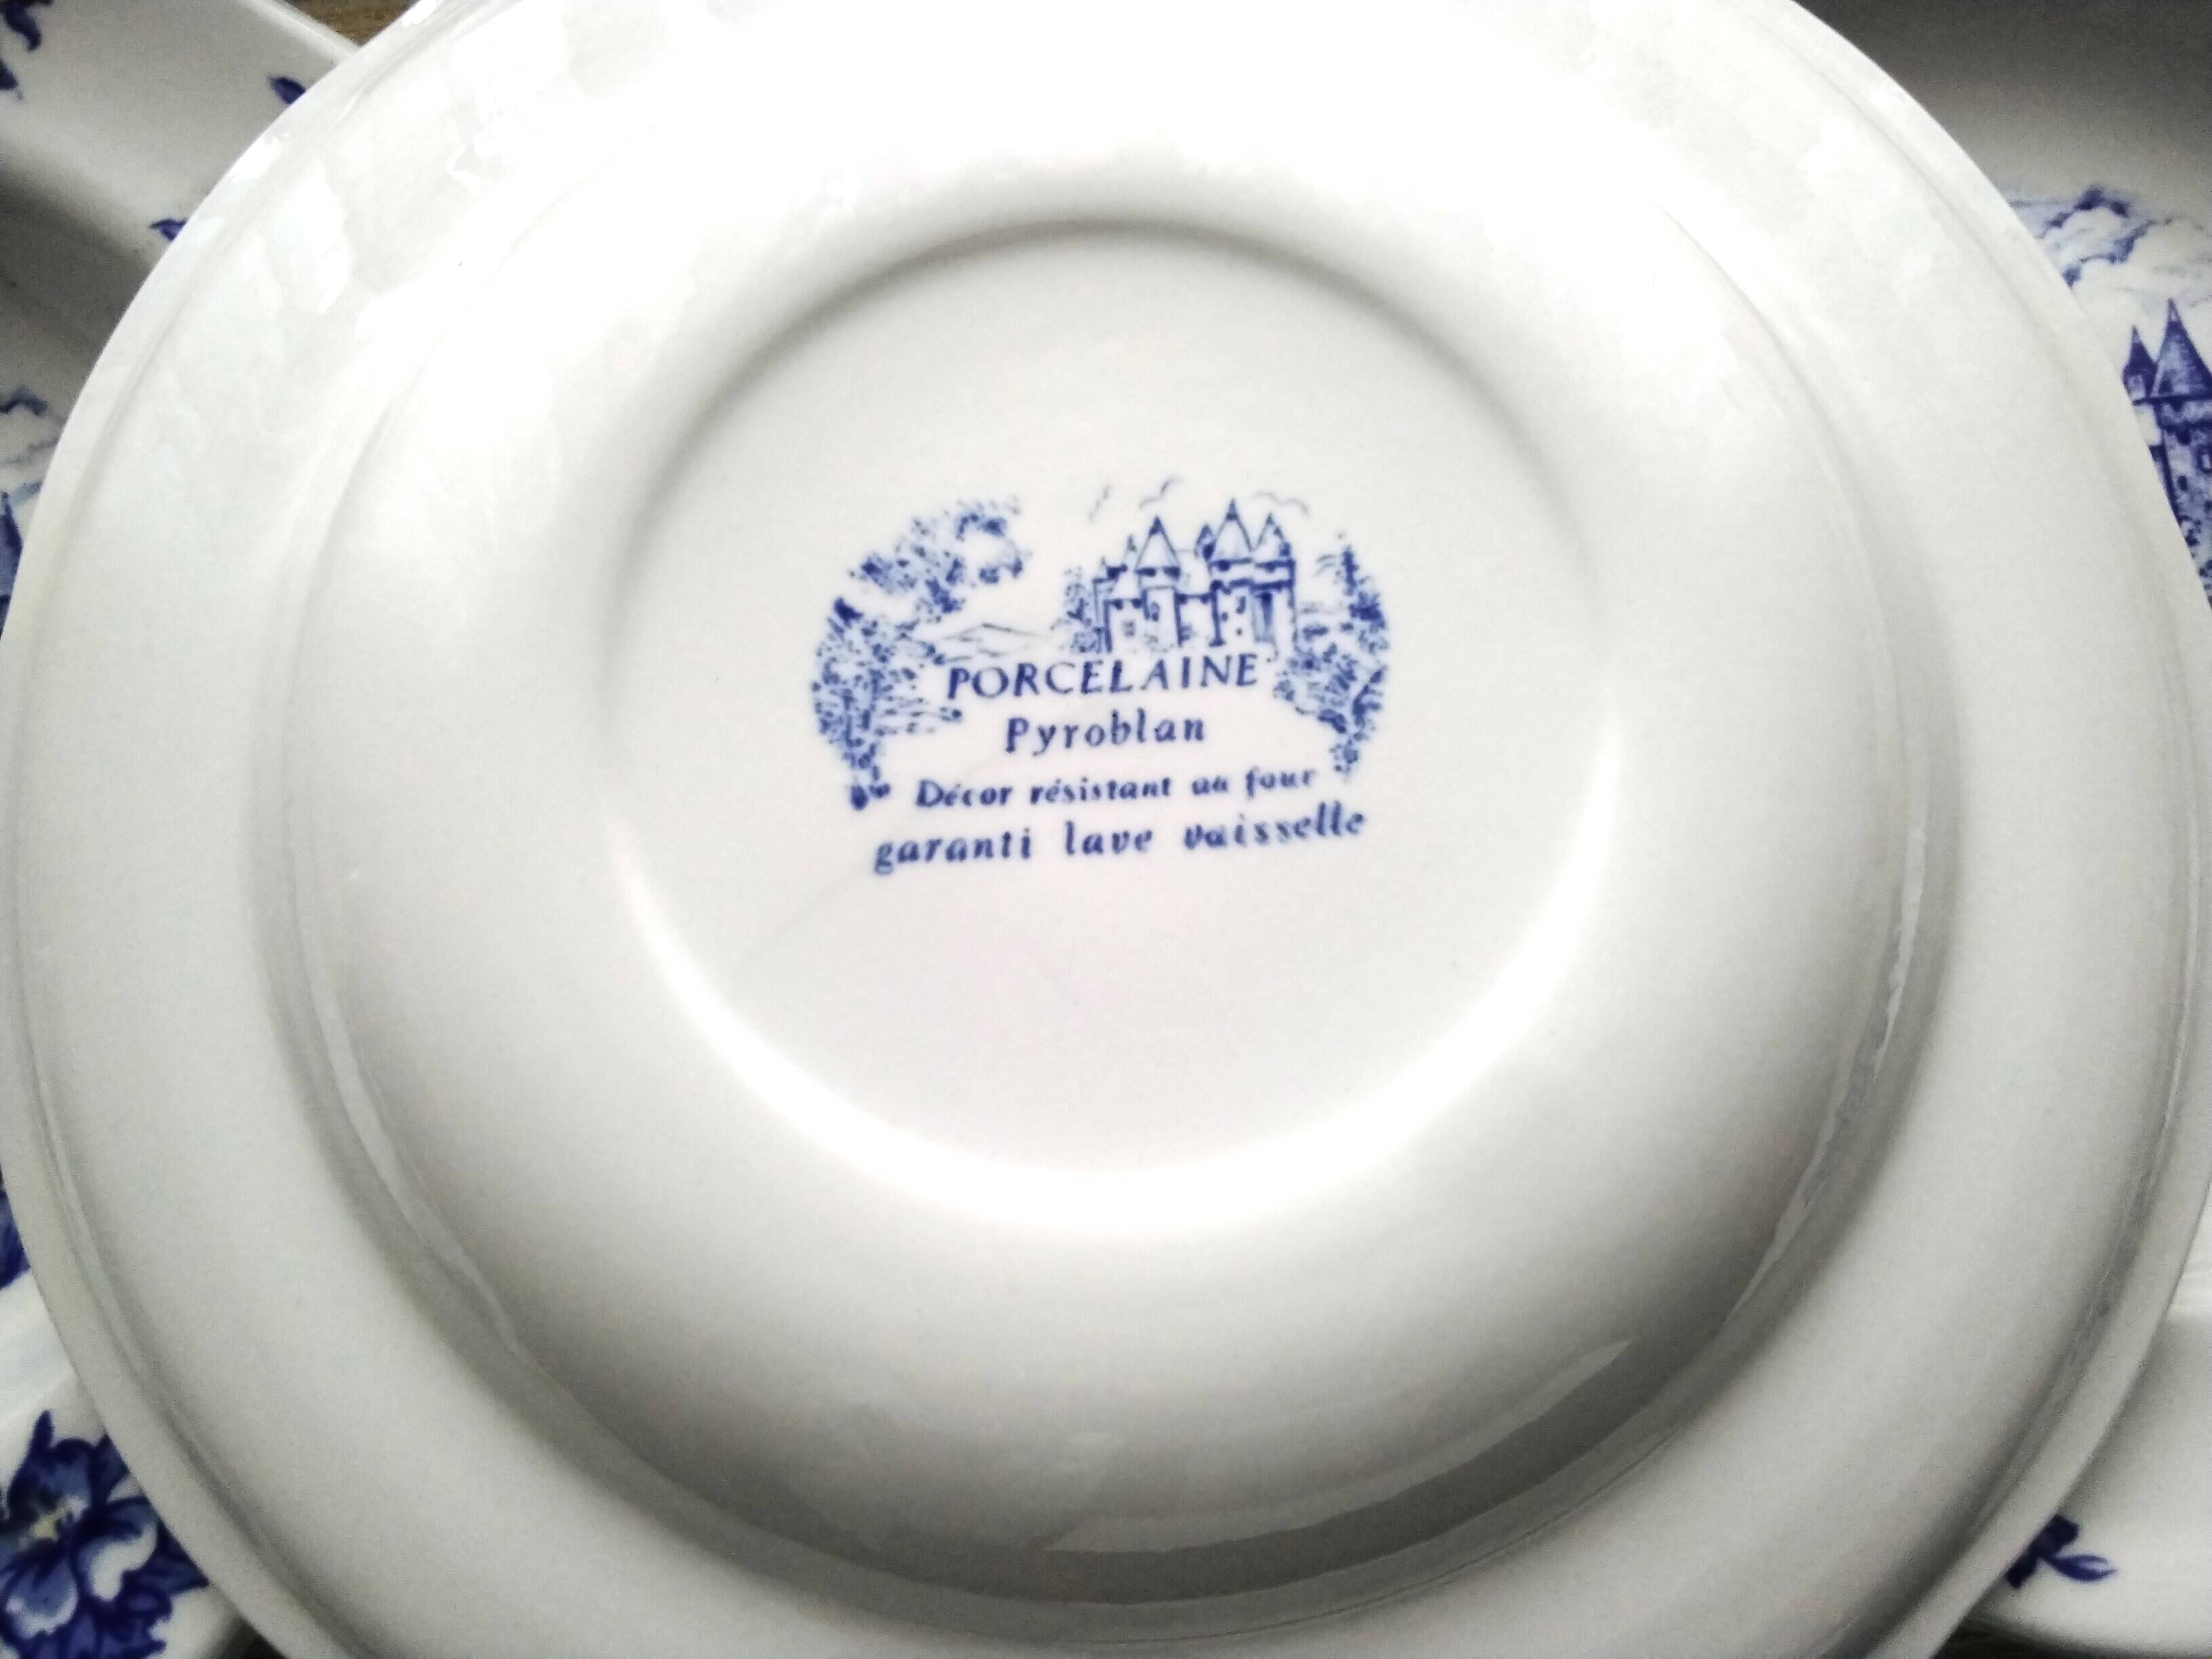 PORCELAINE
Pyroblan
Décor résistant au four
garanti lave vaisselle